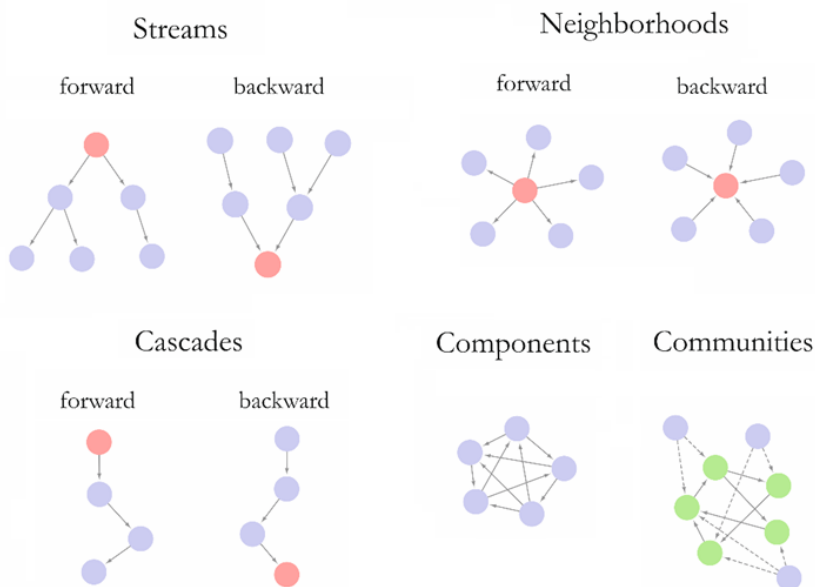 Streams
forward
backward
Neighborhoods
forward
backward
Cascades
forward
backward
Components
Communities